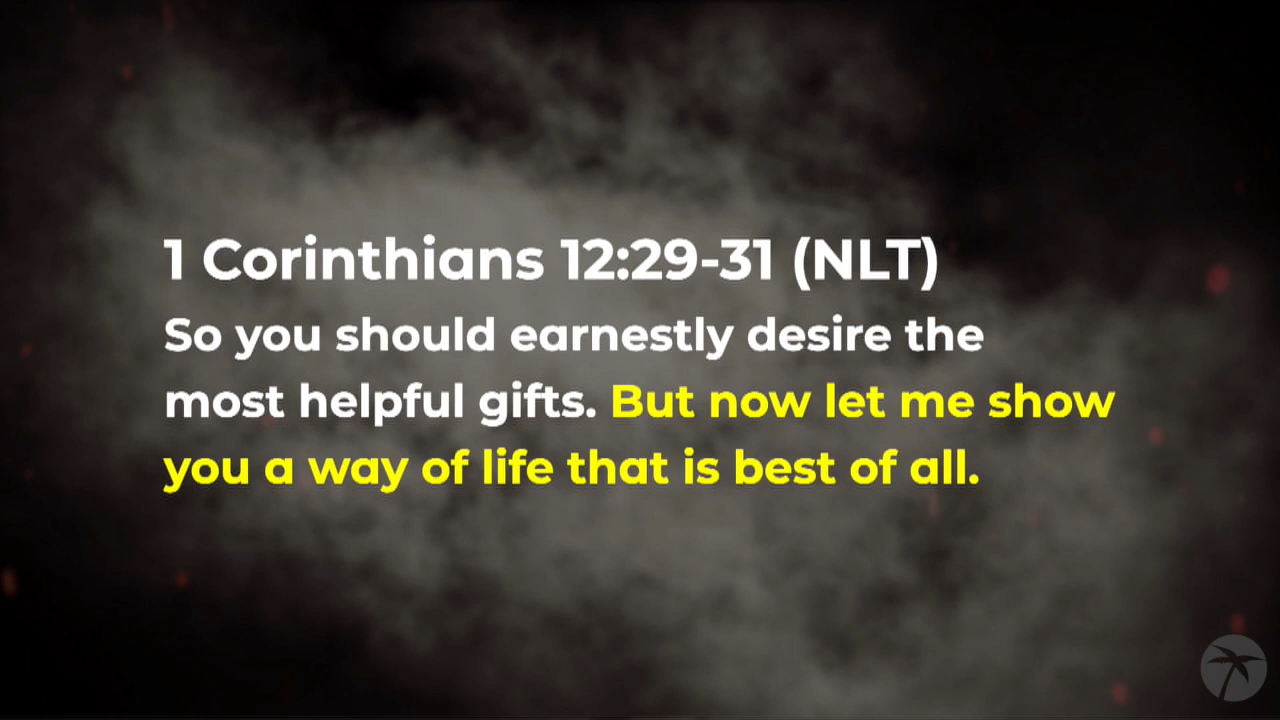 1 Corinthians 12:29-31 (NLT)
So you should earnestly desire the
most helpful gifts. But now let me show
you a way of life that is best of all.